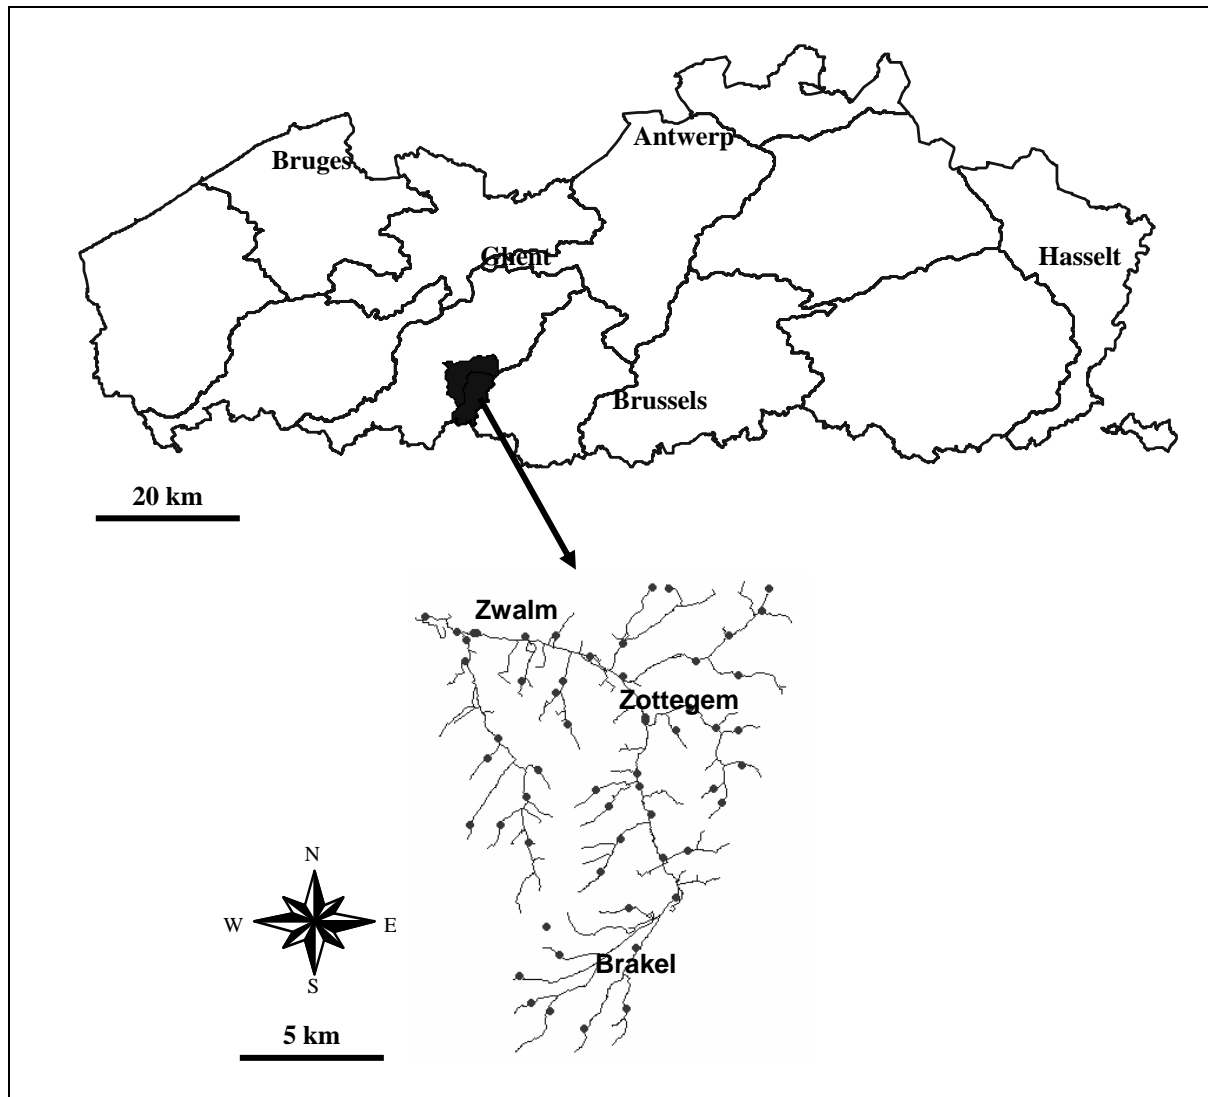 Antwerp
Bruges
Ghent
Hasselt
Brussels
20 km
Zwalm
Zottegem
N
W
E
S
Brakel
5 km